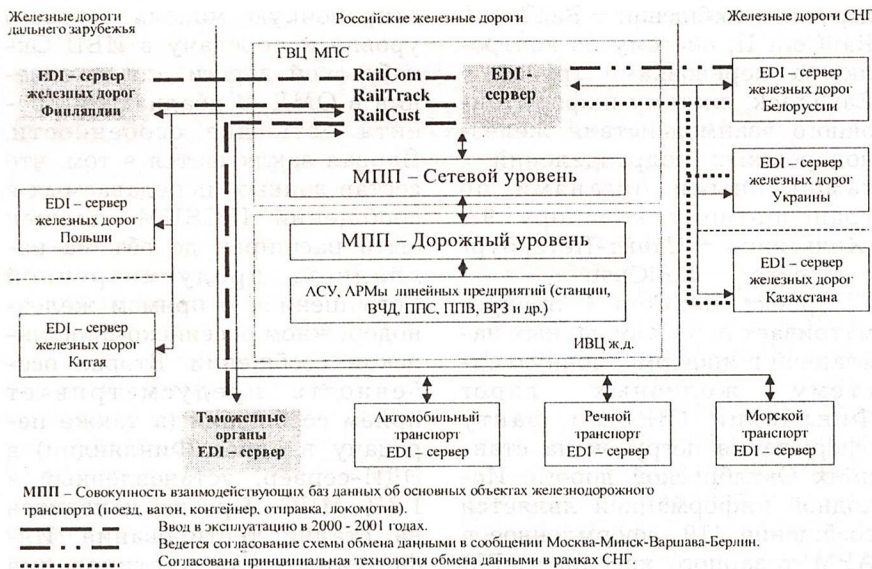 Железные дороги
дальнего зарубежья
Российские железные дороги
Железные дороги СНГ
ГВЦ МПС
EDI – сервер
железных дорог
Финляндии
RailCom
RailTrack
RailCust
EDI –
сервер
EDI – сервер
железных дорог
Белоруссии
МПП – Сетевой уровень
EDI – сервер
железных дорог
Украины
EDI – сервер
железных дорог
Польши
МПП – Дорожный уровень
АСУ, АРМы линейных предприятий (станции,
ВЧД, ППС, ППВ, ВРЗ и др.)
EDI – сервер
железных дорог
Казахстана
EDI – сервер
железных дорог
Китая
ИВЦ ж.д.
Таможенные
органы
EDI – сервер
Автомобильный
транспорт
EDI – сервер
Речной
транспорт
EDI – сервер
Морской
транспорт
EDI – сервер
МПП – Совокупность взаимодействующих баз данных об основных объектах железнодорожного
транспорта (поезд, вагон, контейнер, отправка, локомотив).
Ввод в эксплуатацию в 2000 - 2001 годах.
Ведется согласование схемы обмена данными в сообщении Москва-Минск-Варшава-Берлин.
Согласована принципиальная технология обмена данными в рамках СНГ.